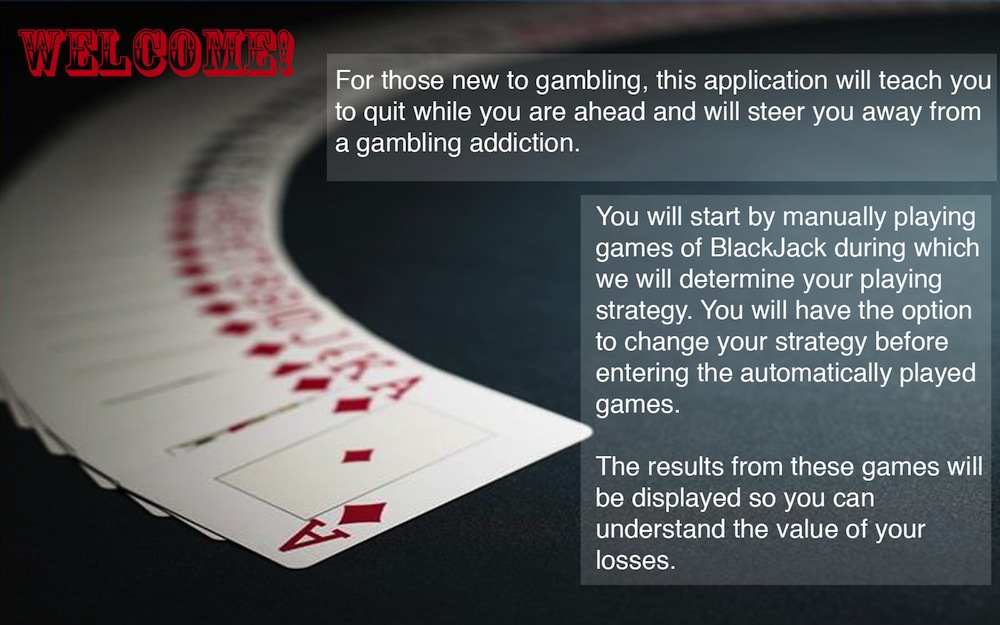 WELCOME!
For those new to gambling, this application will teach you
to quit while you are ahead and will steer you away from
a gambling addiction.
You will start by manually playing
games of BlackJack during which
we will determine your playing
strategy. You will have the option
to change your strategy before
entering the automatically played
games.
The results from these games will
be displayed so you can
understand the value of your
losses.
J
K
A
A